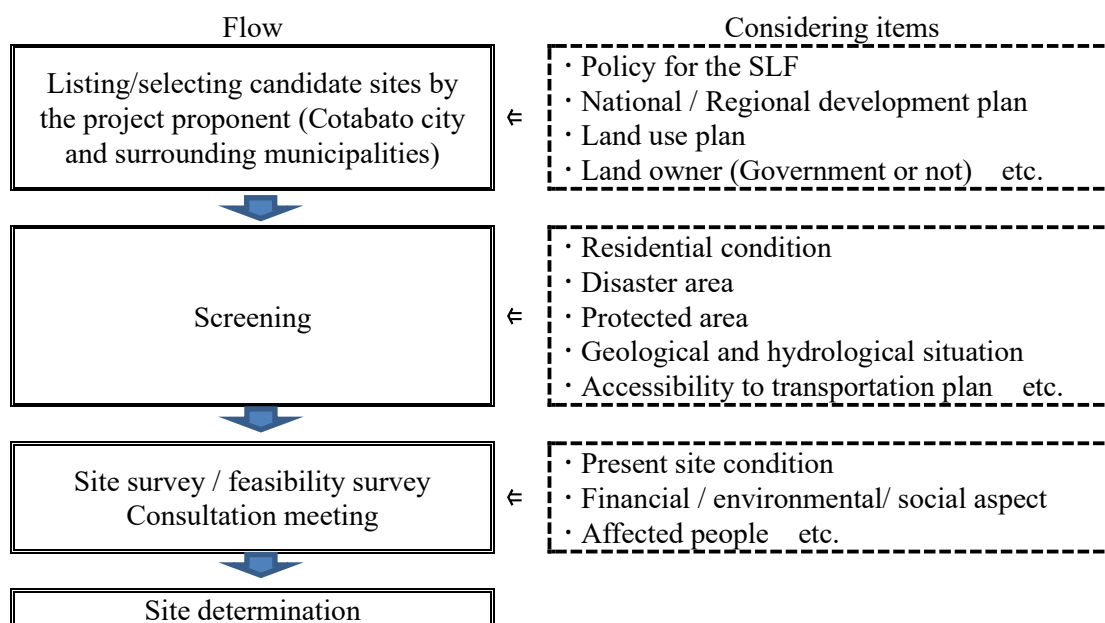 Flow
Considering items
Listing/selecting candidate sites by
the project proponent (Cotabato city
and surrounding municipalities)
⇐
・Policy for the SLF
・National / Regional development plan
・Land use plan
・Land owner (Government or not) etc.
Screening
⇐
・Residential condition
・Disaster area
・Protected area
・Geological and hydrological situation
・Accessibility to transportation plan etc.
Site survey / feasibility survey
Consultation meeting
⇐
・Present site condition
・Financial / environmental/ social aspect
・Affected people etc.
Site determination